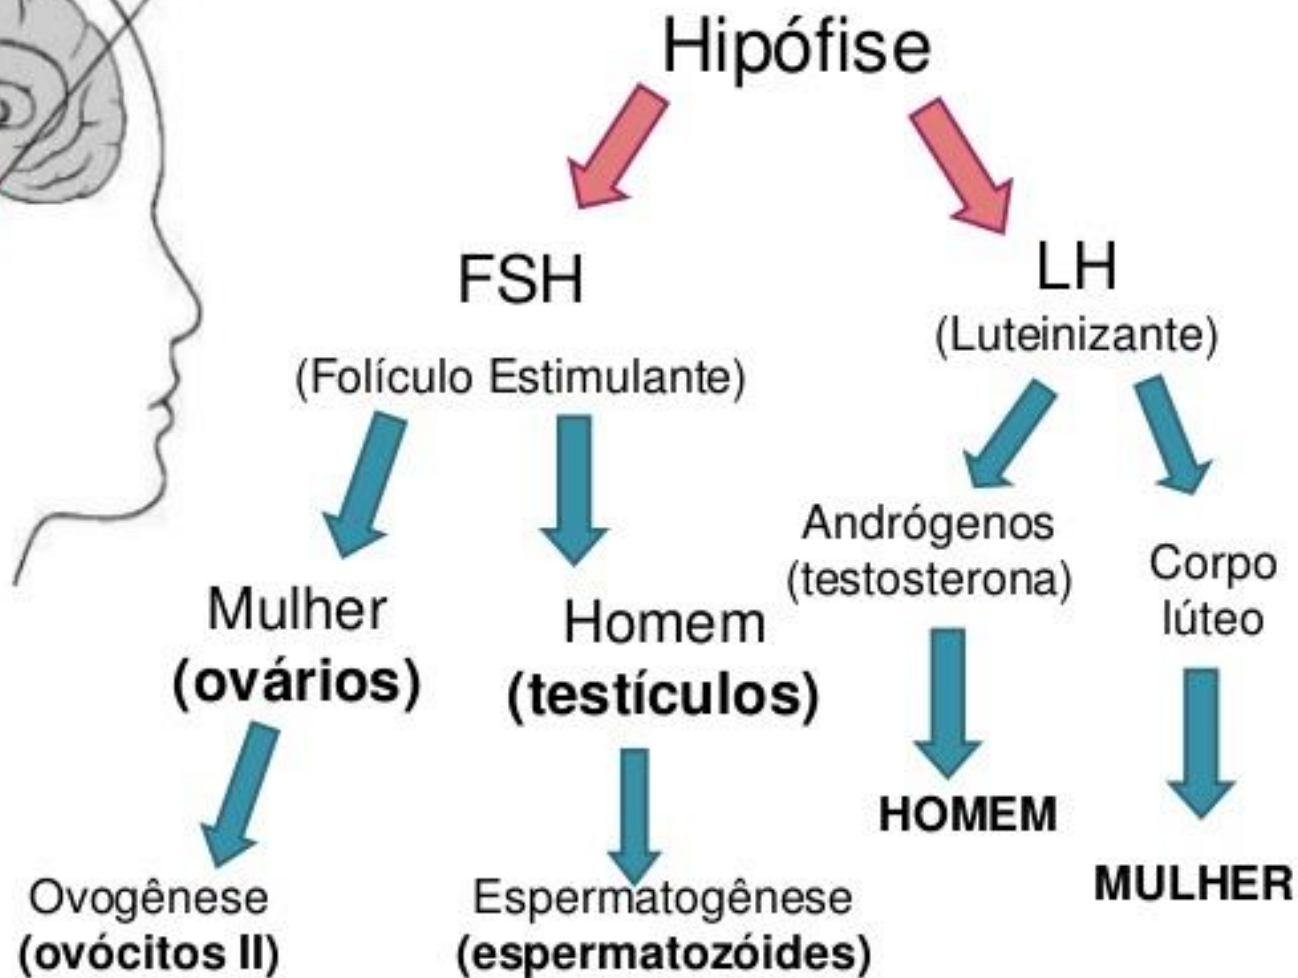 Hipófise
FSH
(Folículo Estimulante)
LH
(Luteinizante)
Mulher
(ovários)
Homem
(testículos)
Andrógenos
(testosterona)
Corpo
lúteo
HOMEM
MULHER
Ovogênese
(ovócitos II)
Espermatogênese
(espermatozóides)